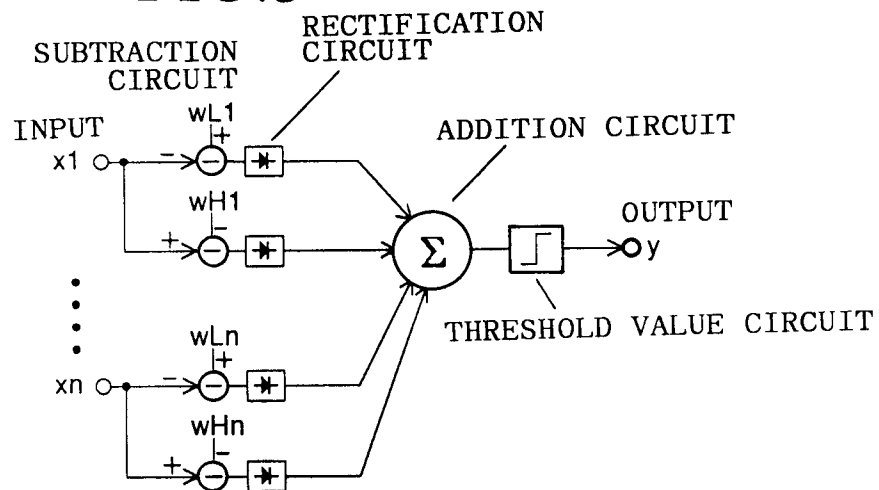 RECTIFICATION
CIRCUIT
SUBTRACTION
CIRCUIT
wL1
+
INPUT
ADDITION CIRCUIT
x1
−
wH1
−
+
OUTPUT
Σ
y
wLn
+
THRESHOLD VALUE CIRCUIT
xn
−
wHn
−
+